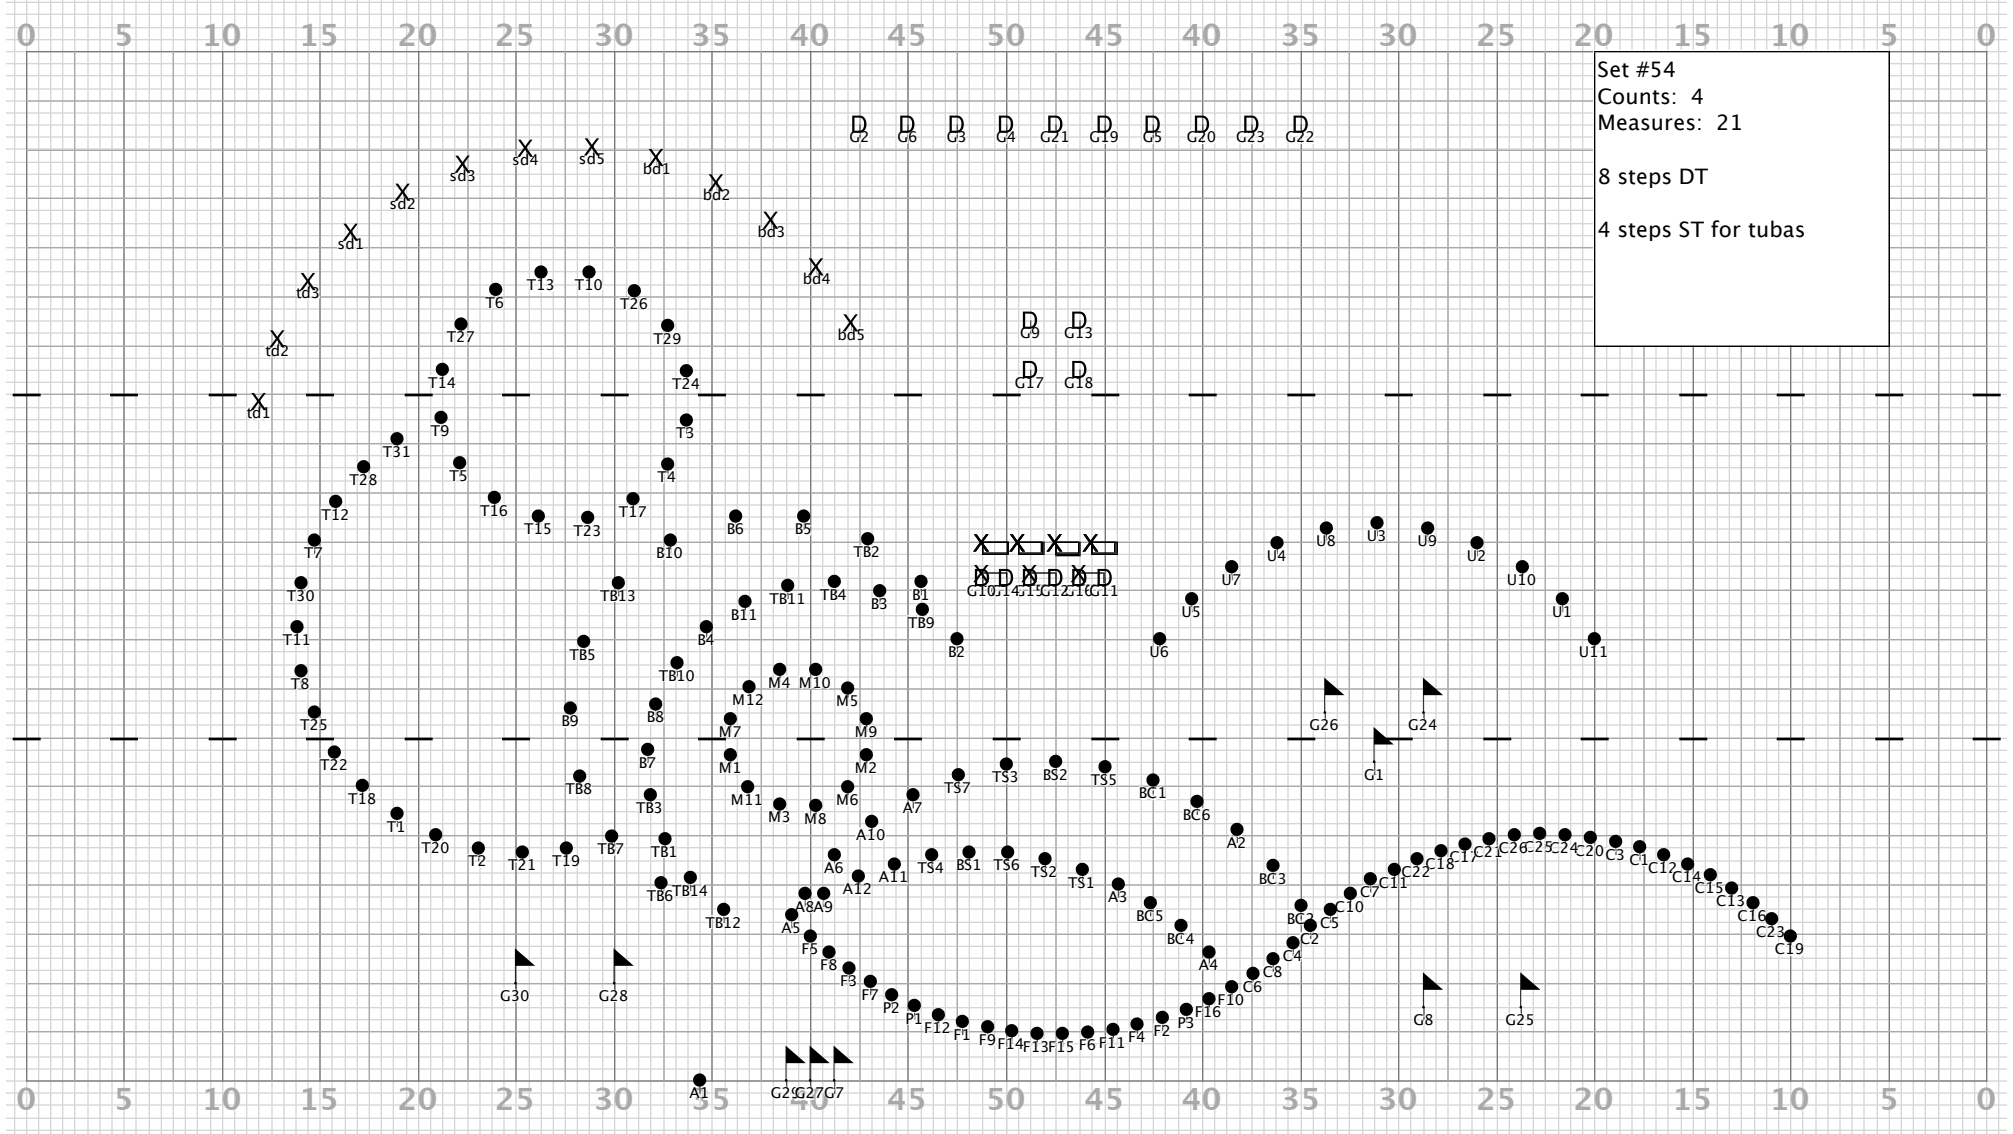 0 5 10 15 20 25 30 35 40 45 50 45 40 35 30 25 20 15 10 5 0
Set #54
Counts: 4
Measures: 21
8 steps DT
4 steps ST for tubas
G2 G6 G3 G4 G21 G19 G5 G20 G23 G22
sd3 sd4 sd5 bd1
sd2 bd2
sd1 bd3
td3 T13 T10 bd4
T6 T26
td2 T27 T29 bd5 G9 G13
T14 T24 G17 G18
td1 T9 T3
T31
T28 T5 T4
T12 T16 T17
T15 T23 B6 B5 U8 U3 U9
T7 B10 TB2 U4 U2
U7 U10
T30 TB13 TB11 TB4 B3 B1 G10 G14 G15 G12 G16 G11
B11 TB9 U5 U1
T11 B4
TB5 B2 U6 U11
T8 TB10 M4 M10
M12 M5
T25 B9 B8 G26 G24
M7 M9
T22 B7 M1 M2
TS7 TS3 BS2 TS5 G1
T18 TB8 M11 M6 BC1
T1 TB3 M3 M8 A7 BC6
T20 A10 A2
T2 T21 T19 TB7 TB1 A6 TS4 BS1 TS6 TS2 C18 C17 C21 C26 C25 C24 C20 C3 C1 C12
A11 BC3 C22 C14
TB6 TB14 A12 TS1 A3 C7 C11 C15
A8 A9 C10 C13
TB12 A5 BC5 BC2 C5 C16
F5 BC4 C2 C23
F8 A4 C4 C19
F3 C8
G30 G28 F7 C6
P2 F10
P1 F16 G8 G25
F12 F1 F9 F14 F13 F15 F6 F11 F4 F2 P3
A1 G29 G27 G7
0 5 10 15 20 25 30 35 40 45 50 45 40 35 30 25 20 15 10 5 0